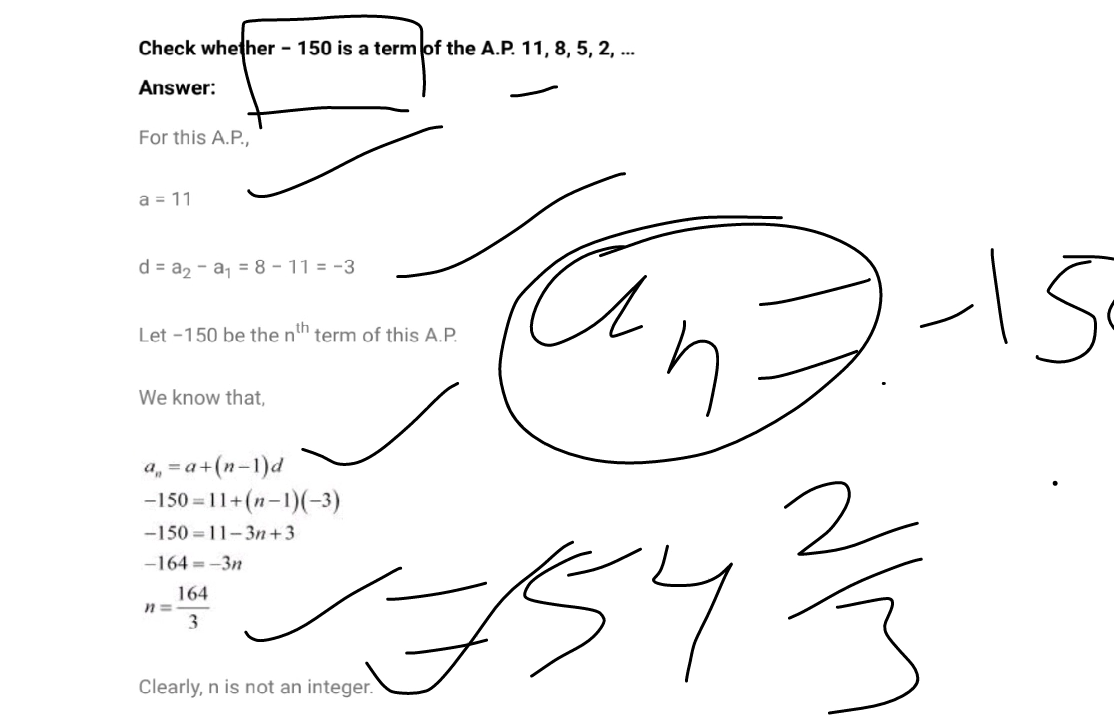 Check whether – 150 is a term of the A.P. 11, 8, 5, 2, ...
Answer:
For this A.P.,
a = 11
d = a₂ – a₁ = 8 – 11 = –3
Let –150 be the nᵗʰ term of this A.P.
aₙ = –150
We know that,
aₙ = a+(n–1)d
–150 = 11+(n–1)(–3)
–150 = 11–3n+3
–164 = –3n
n = 164/3
= 54 2/3
Clearly, n is not an integer.